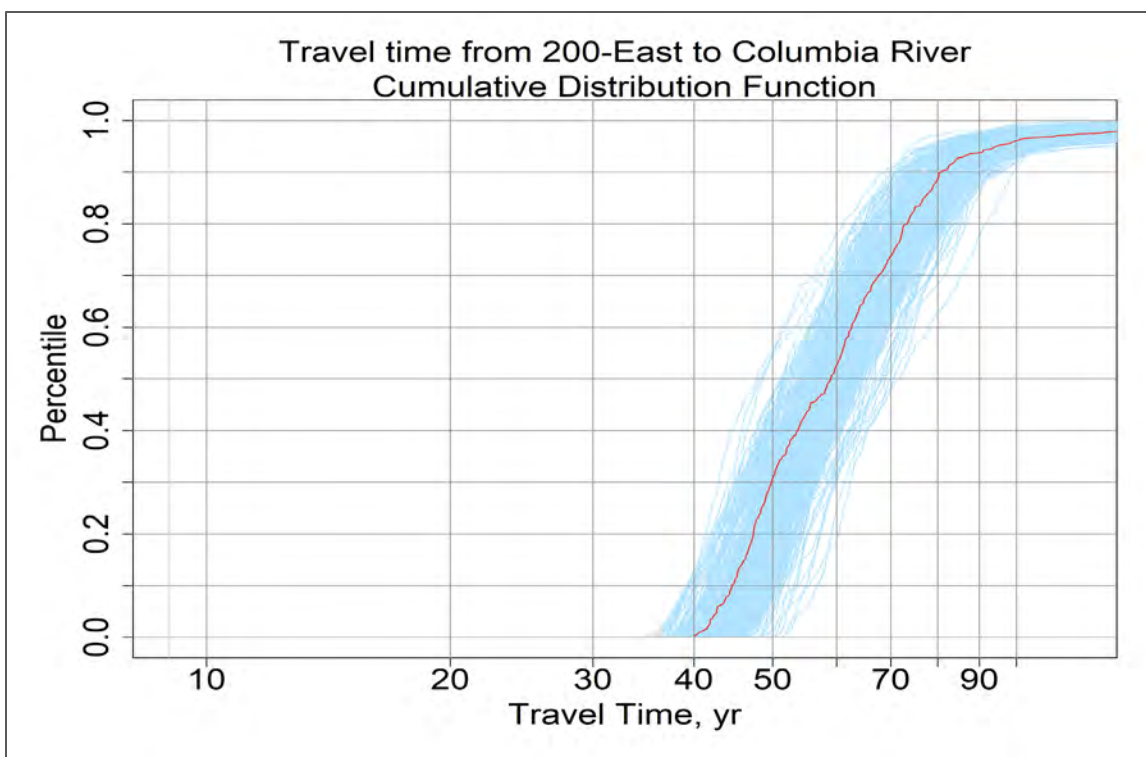 Travel time from 200-East to Columbia River
Cumulative Distribution Function
Percentile
1.0
0.8
0.6
0.4
0.2
0.0
10 20 30 40 50 70 90
Travel Time, yr